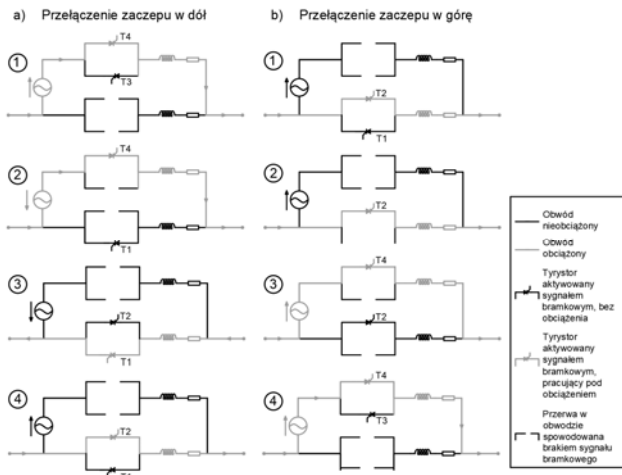 a) Przełączenie zaczepu w dół
b) Przełączenie zaczepu w górę
1
T4
T3
2
T4
T1
3
T2
T1
4
T2
T1
1
T2
T1
2
T2
3
T4
T2
4
T4
T3
Obwód
nieobciążony
Obwód
obciążony
Tyrystor
aktywowany
sygnałem
bramkowym, bez
obciążenia
Tyrystor
aktywowany
sygnałem
bramkowym,
pracujący pod
obciążeniem
Przerwa w
obwodzie
spowodowana
brakiem sygnału
bramkowego